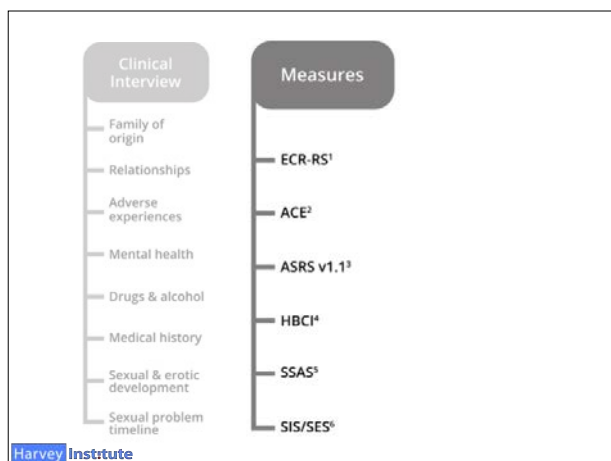 Clinical
Interview
Family of
origin
Relationships
Adverse
experiences
Mental health
Drugs & alcohol
Medical history
Sexual & erotic
development
Sexual problem
timeline
Measures
ECR-RS¹
ACE²
ASRS v1.1³
HBCI⁴
SSAS⁵
SIS/SES⁶
Harvey Institute